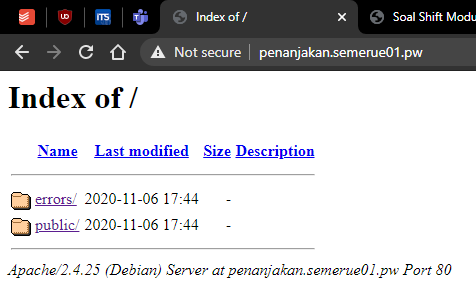 UD
ITS
Index of /
Soal Shift Modu
Not secure
penanjakan.semerue01.pw
Index of /
Name Last modified Size Description
errors/ 2020-11-06 17:44 -
public/ 2020-11-06 17:44 -
Apache/2.4.25 (Debian) Server at penanjakan.semerue01.pw Port 80